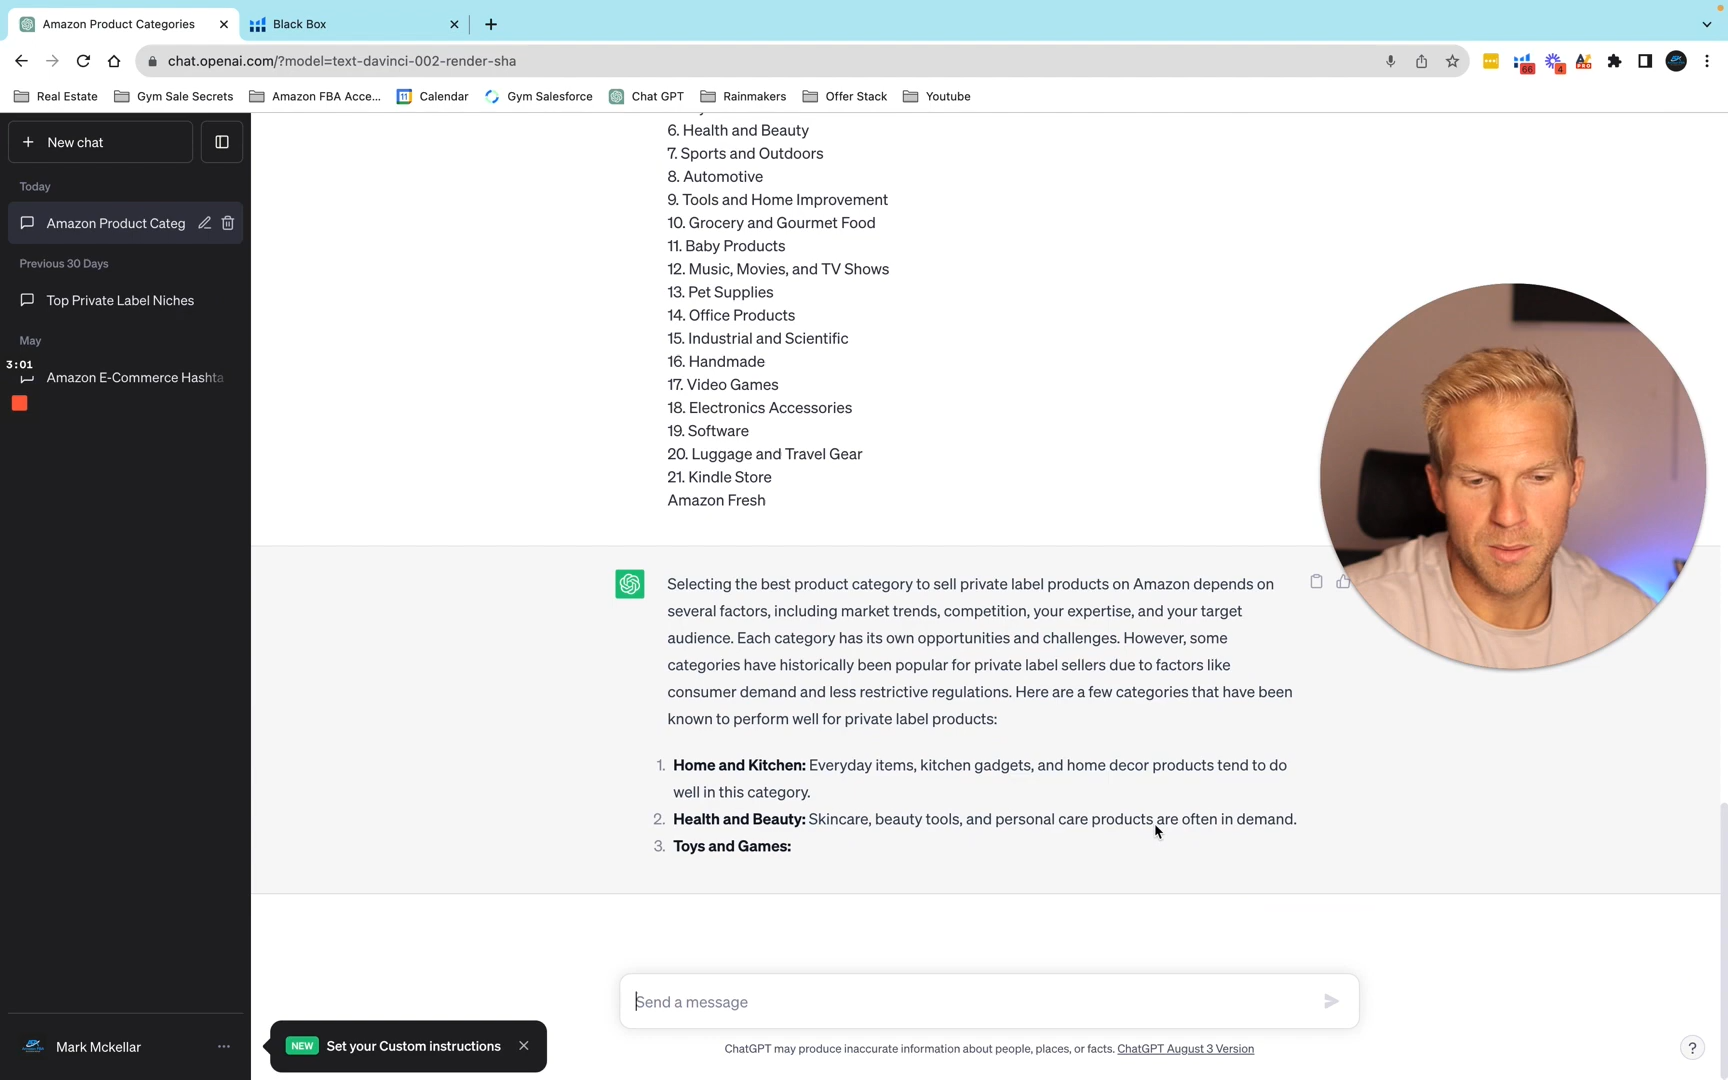 Amazon Product Categories
Black Box
chat.openai.com/?model=text-davinci-002-render-sha
66
4
PRO
Real Estate
Gym Sale Secrets
Amazon FBA Acce...
11
Calendar
Gym Salesforce
Chat GPT
Rainmakers
Offer Stack
Youtube
New chat
Today
Amazon Product Categ
Previous 30 Days
Top Private Label Niches
May
3:01
Amazon E-Commerce Hashta
6. Health and Beauty
7. Sports and Outdoors
8. Automotive
9. Tools and Home Improvement
10. Grocery and Gourmet Food
11. Baby Products
12. Music, Movies, and TV Shows
13. Pet Supplies
14. Office Products
15. Industrial and Scientific
16. Handmade
17. Video Games
18. Electronics Accessories
19. Software
20. Luggage and Travel Gear
21. Kindle Store
Amazon Fresh
Selecting the best product category to sell private label products on Amazon depends on
several factors, including market trends, competition, your expertise, and your target
audience. Each category has its own opportunities and challenges. However, some
categories have historically been popular for private label sellers due to factors like
consumer demand and less restrictive regulations. Here are a few categories that have been
known to perform well for private label products:
1. Home and Kitchen: Everyday items, kitchen gadgets, and home decor products tend to do
well in this category.
2. Health and Beauty: Skincare, beauty tools, and personal care products are often in demand.
3. Toys and Games:
Send a message
ChatGPT may produce inaccurate information about people, places, or facts. ChatGPT August 3 Version
Mark Mckellar
NEW Set your Custom instructions
?